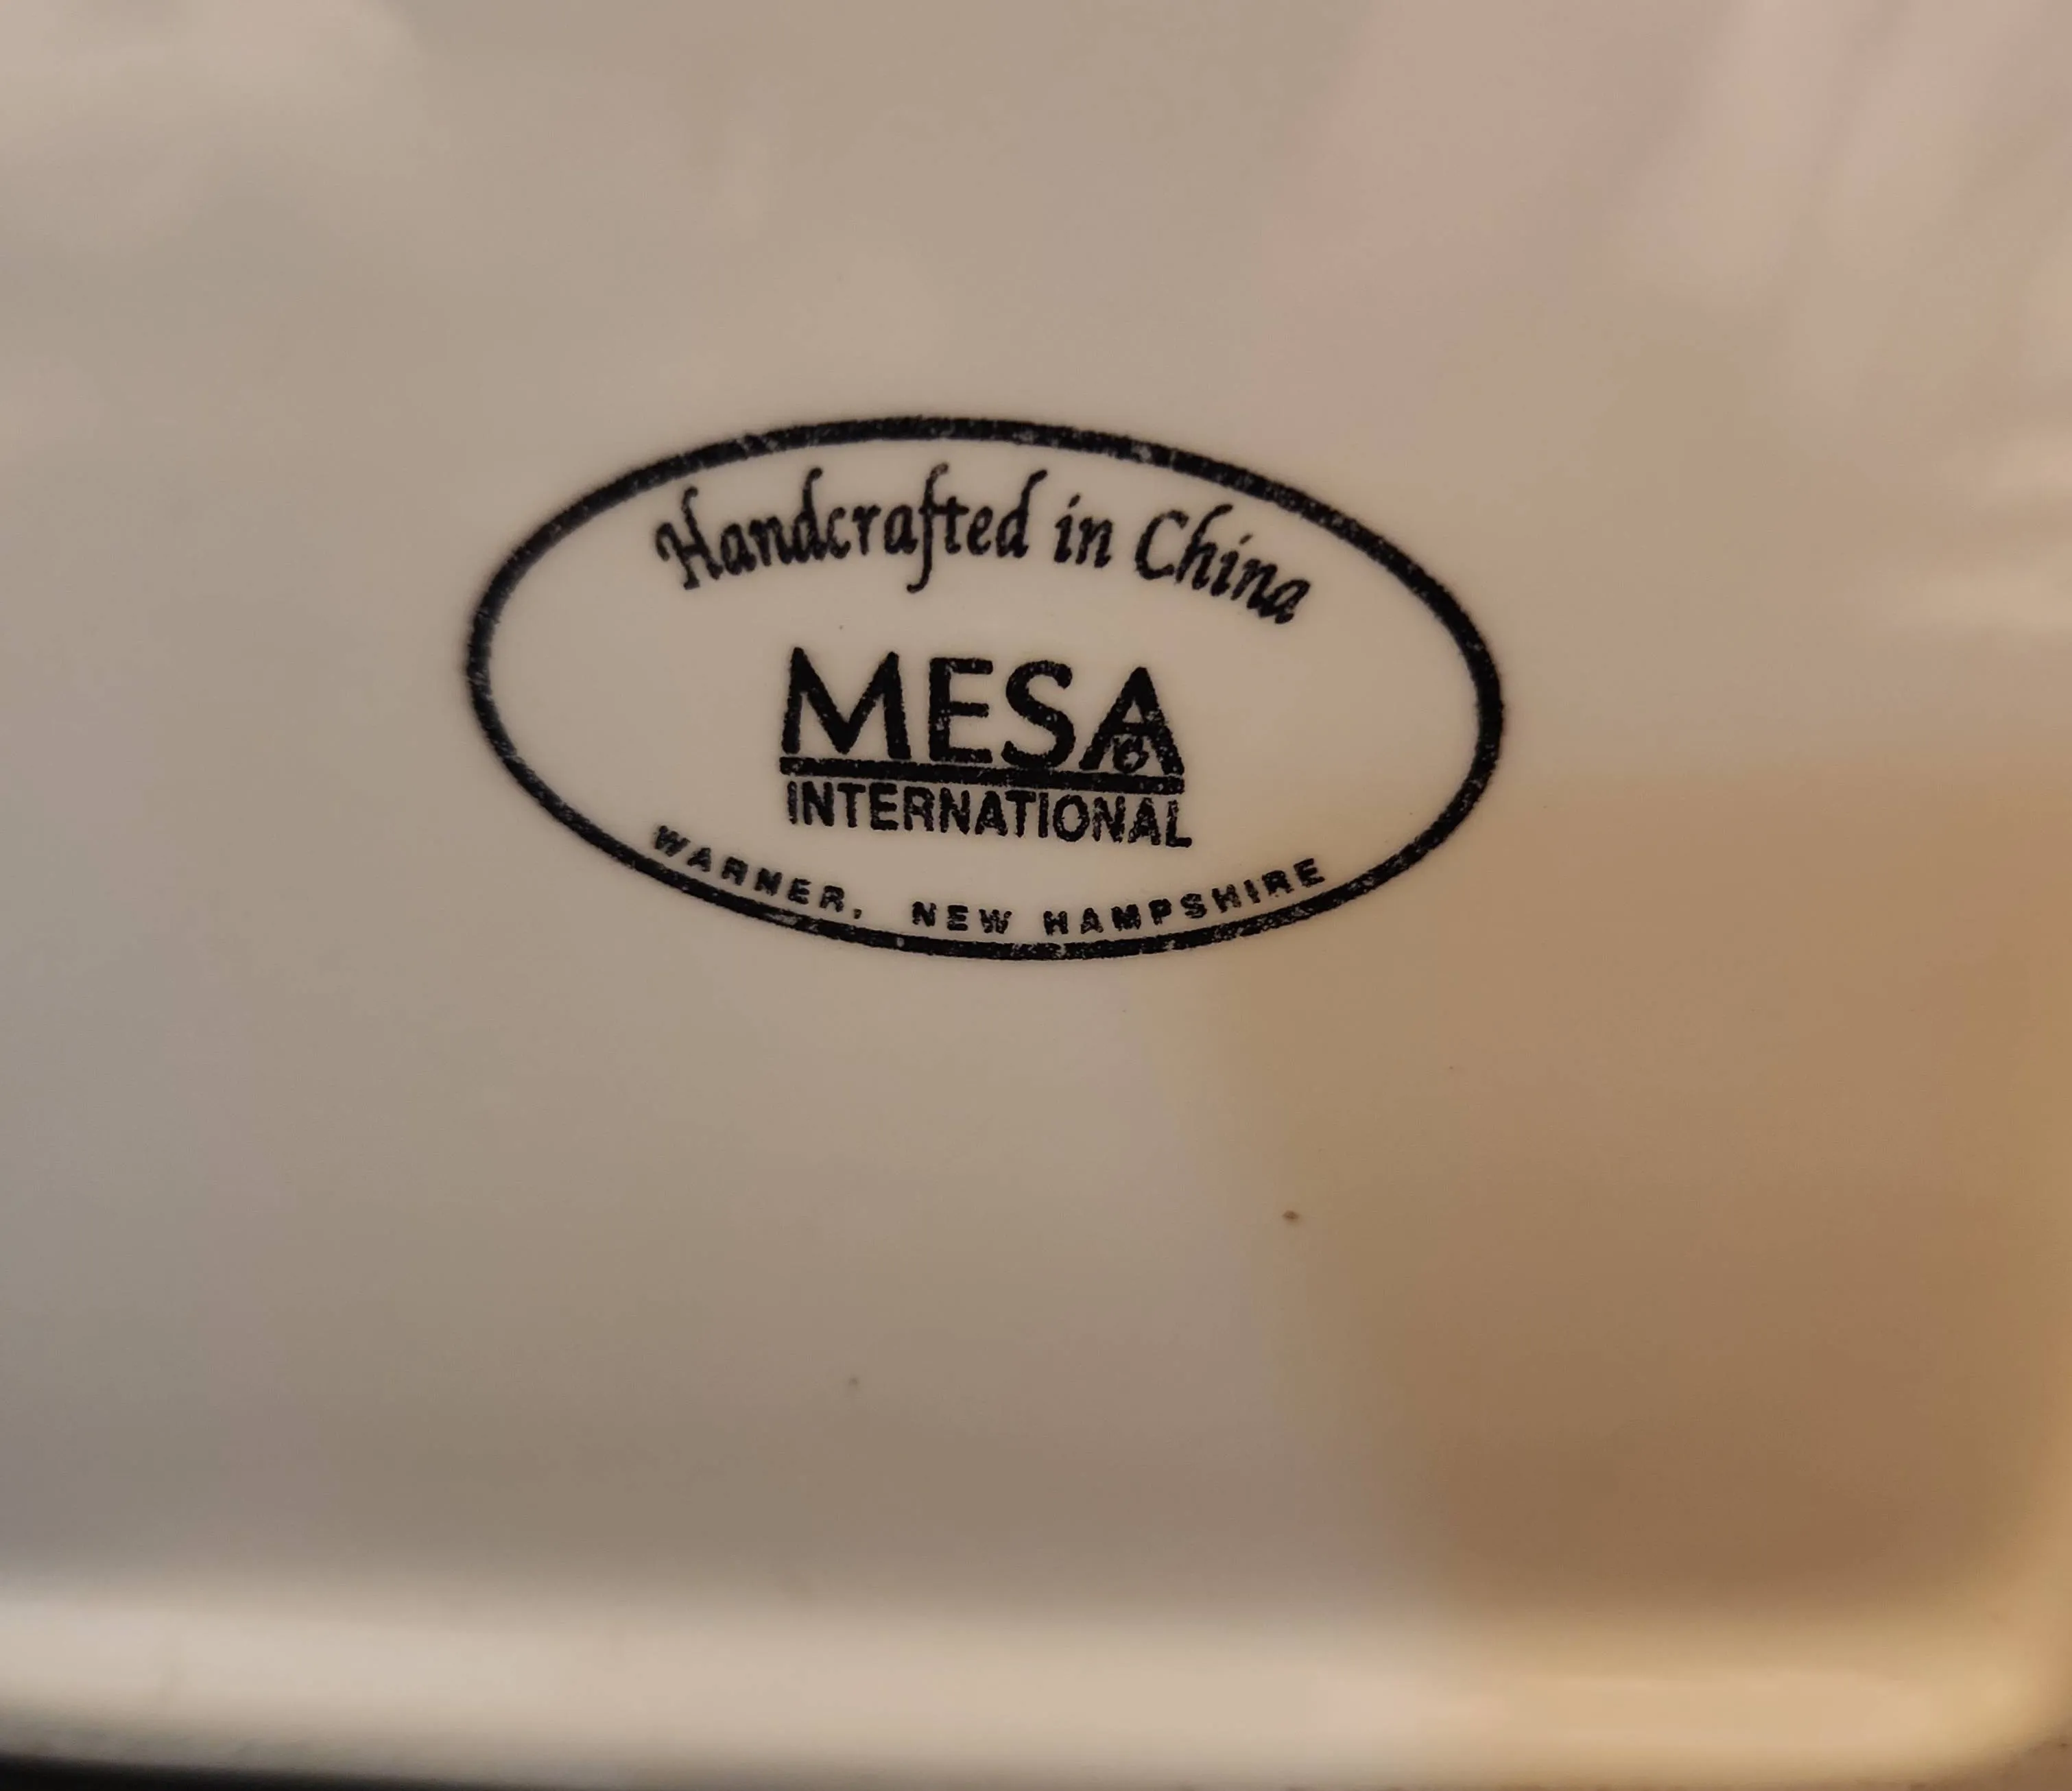 Handcrafted in China
MESA
INTERNATIONAL
WARNER, NEW HAMPSHIRE